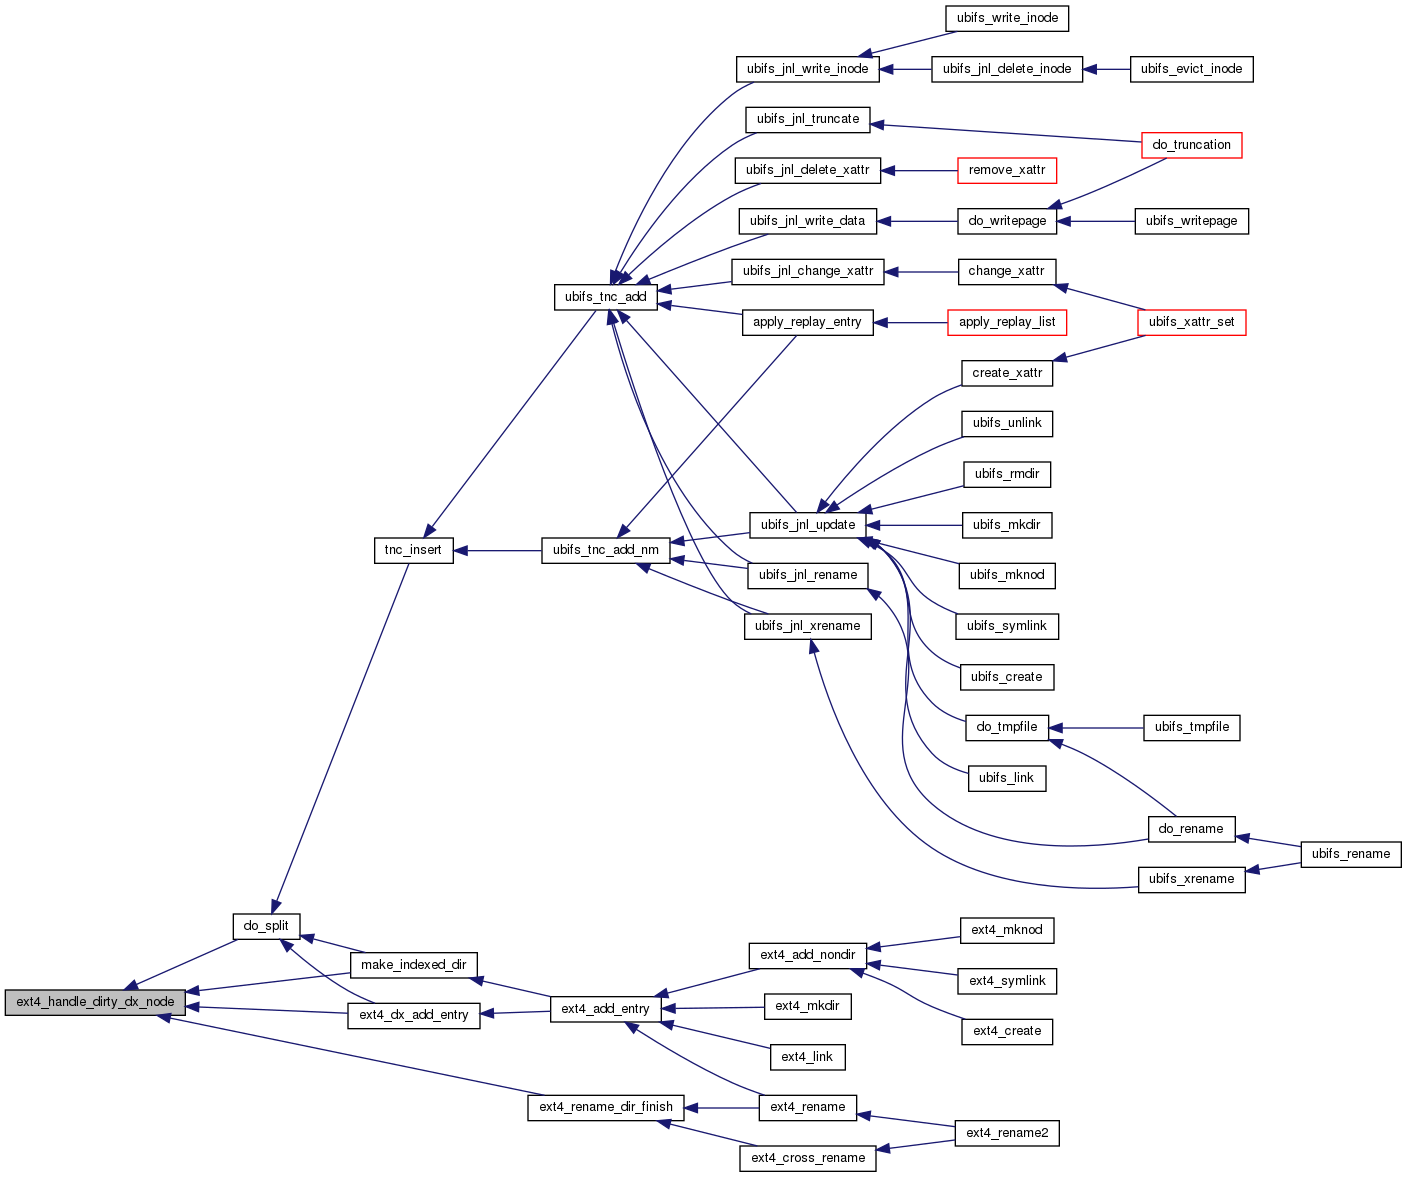 ubifs_write_inode
ubifs_jnl_write_inode
ubifs_jnl_delete_inode
ubifs_evict_inode
ubifs_jnl_truncate
do_truncation
ubifs_jnl_delete_xattr
remove_xattr
ubifs_jnl_write_data
do_writepage
ubifs_writepage
ubifs_jnl_change_xattr
change_xattr
ubifs_tnc_add
apply_replay_entry
apply_replay_list
ubifs_xattr_set
create_xattr
ubifs_unlink
ubifs_rmdir
ubifs_jnl_update
ubifs_mkdir
tnc_insert
ubifs_tnc_add_nm
ubifs_jnl_rename
ubifs_mknod
ubifs_jnl_xrename
ubifs_symlink
ubifs_create
do_tmpfile
ubifs_tmpfile
ubifs_link
do_rename
ubifs_rename
ubifs_xrename
do_split
ext4_mknod
ext4_add_nondir
make_indexed_dir
ext4_symlink
ext4_handle_dirty_dx_node
ext4_dx_add_entry
ext4_add_entry
ext4_mkdir
ext4_create
ext4_link
ext4_rename_dir_finish
ext4_rename
ext4_rename2
ext4_cross_rename